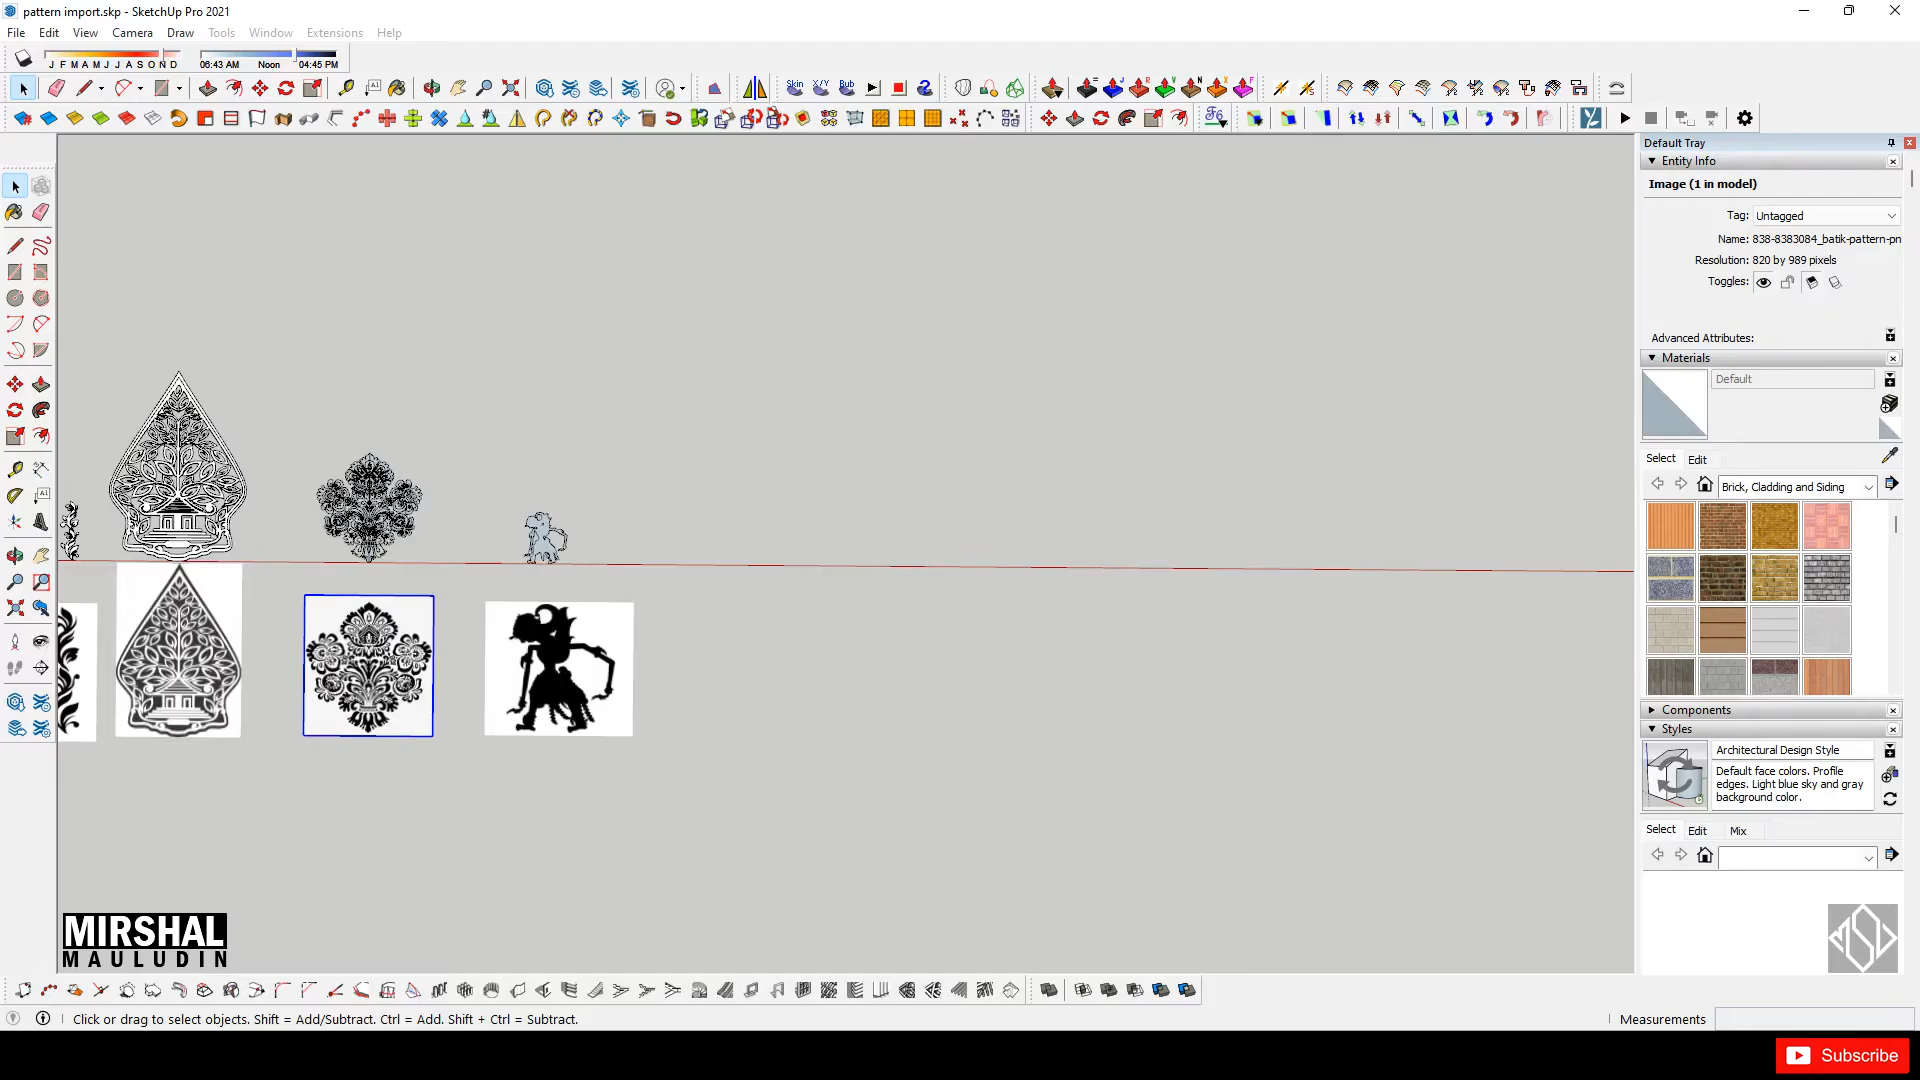 pattern import.skp - SketchUp Pro 2021
File Edit View Camera Draw Tools Window Extensions Help
J F M A M J J A S O N D 06:43 AM Noon 04:45 PM
Skin X/Y Bub
Default Tray
Entity Info
Image (1 in model)
Tag: Untagged
Name: 838-8383084_batik-pattern-pn
Resolution: 820 by 989 pixels
Toggles:
Advanced Attributes:
Materials
Default
Select Edit
Brick, Cladding and Siding
Components
Styles
Architectural Design Style
Default face colors. Profile
edges. Light blue sky and gray
background color.
Select Edit Mix
MIRSHAL
MAULUDIN
Click or drag to select objects. Shift = Add/Subtract. Ctrl = Add. Shift + Ctrl = Subtract.
Measurements
Subscribe